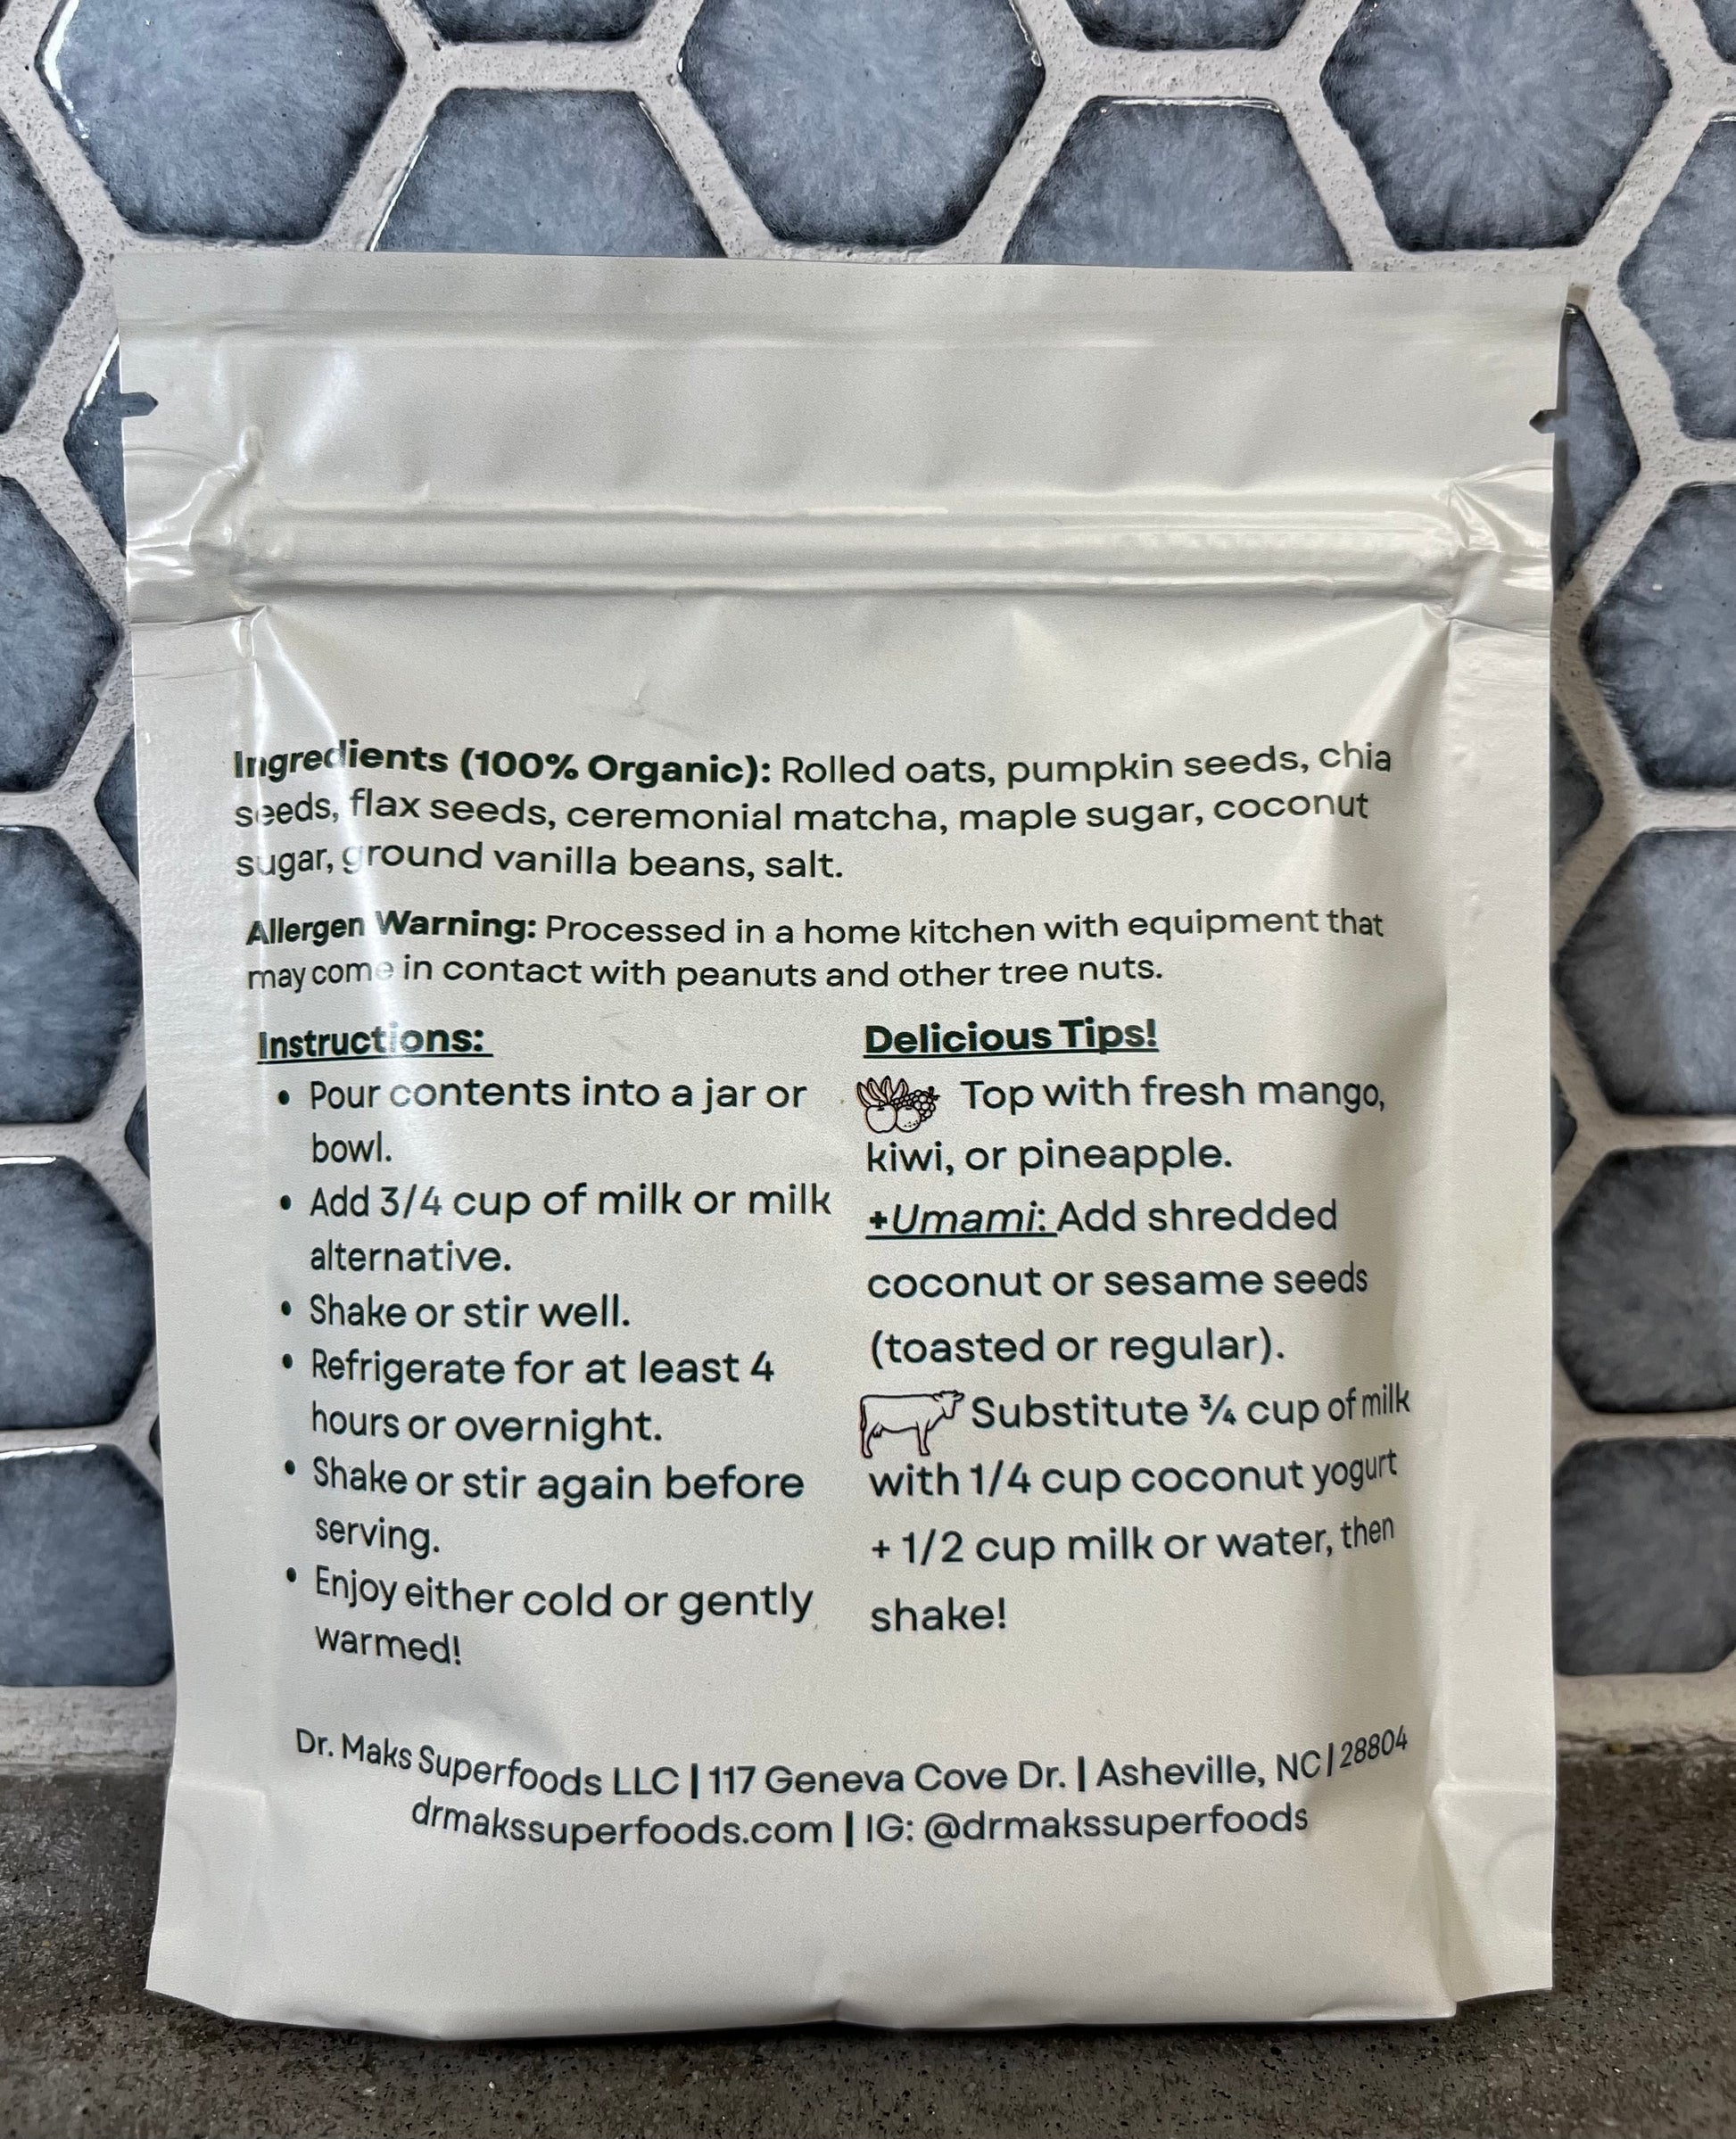 Ingredients (100% Organic): Rolled oats, pumpkin seeds, chia
seeds, flax seeds, ceremonial matcha, maple sugar, coconut
sugar, ground vanilla beans, salt.
Allergen Warning: Processed in a home kitchen with equipment that
may come in contact with peanuts and other tree nuts.
Instructions:
• Pour contents into a jar or
bowl.
• Add 3/4 cup of milk or milk
alternative.
• Shake or stir well.
• Refrigerate for at least 4
hours or overnight.
• Shake or stir again before
serving.
• Enjoy either cold or gently
warmed!
Delicious Tips!
Top with fresh mango,
kiwi, or pineapple.
+Umami: Add shredded
coconut or sesame seeds
(toasted or regular).
Substitute ¾ cup of milk
with 1/4 cup coconut yogurt
+ 1/2 cup milk or water, then
shake!
Dr. Maks Superfoods LLC | 117 Geneva Cove Dr. | Asheville, NC | 28804
drmakssuperfoods.com | IG: @drmakssuperfoods